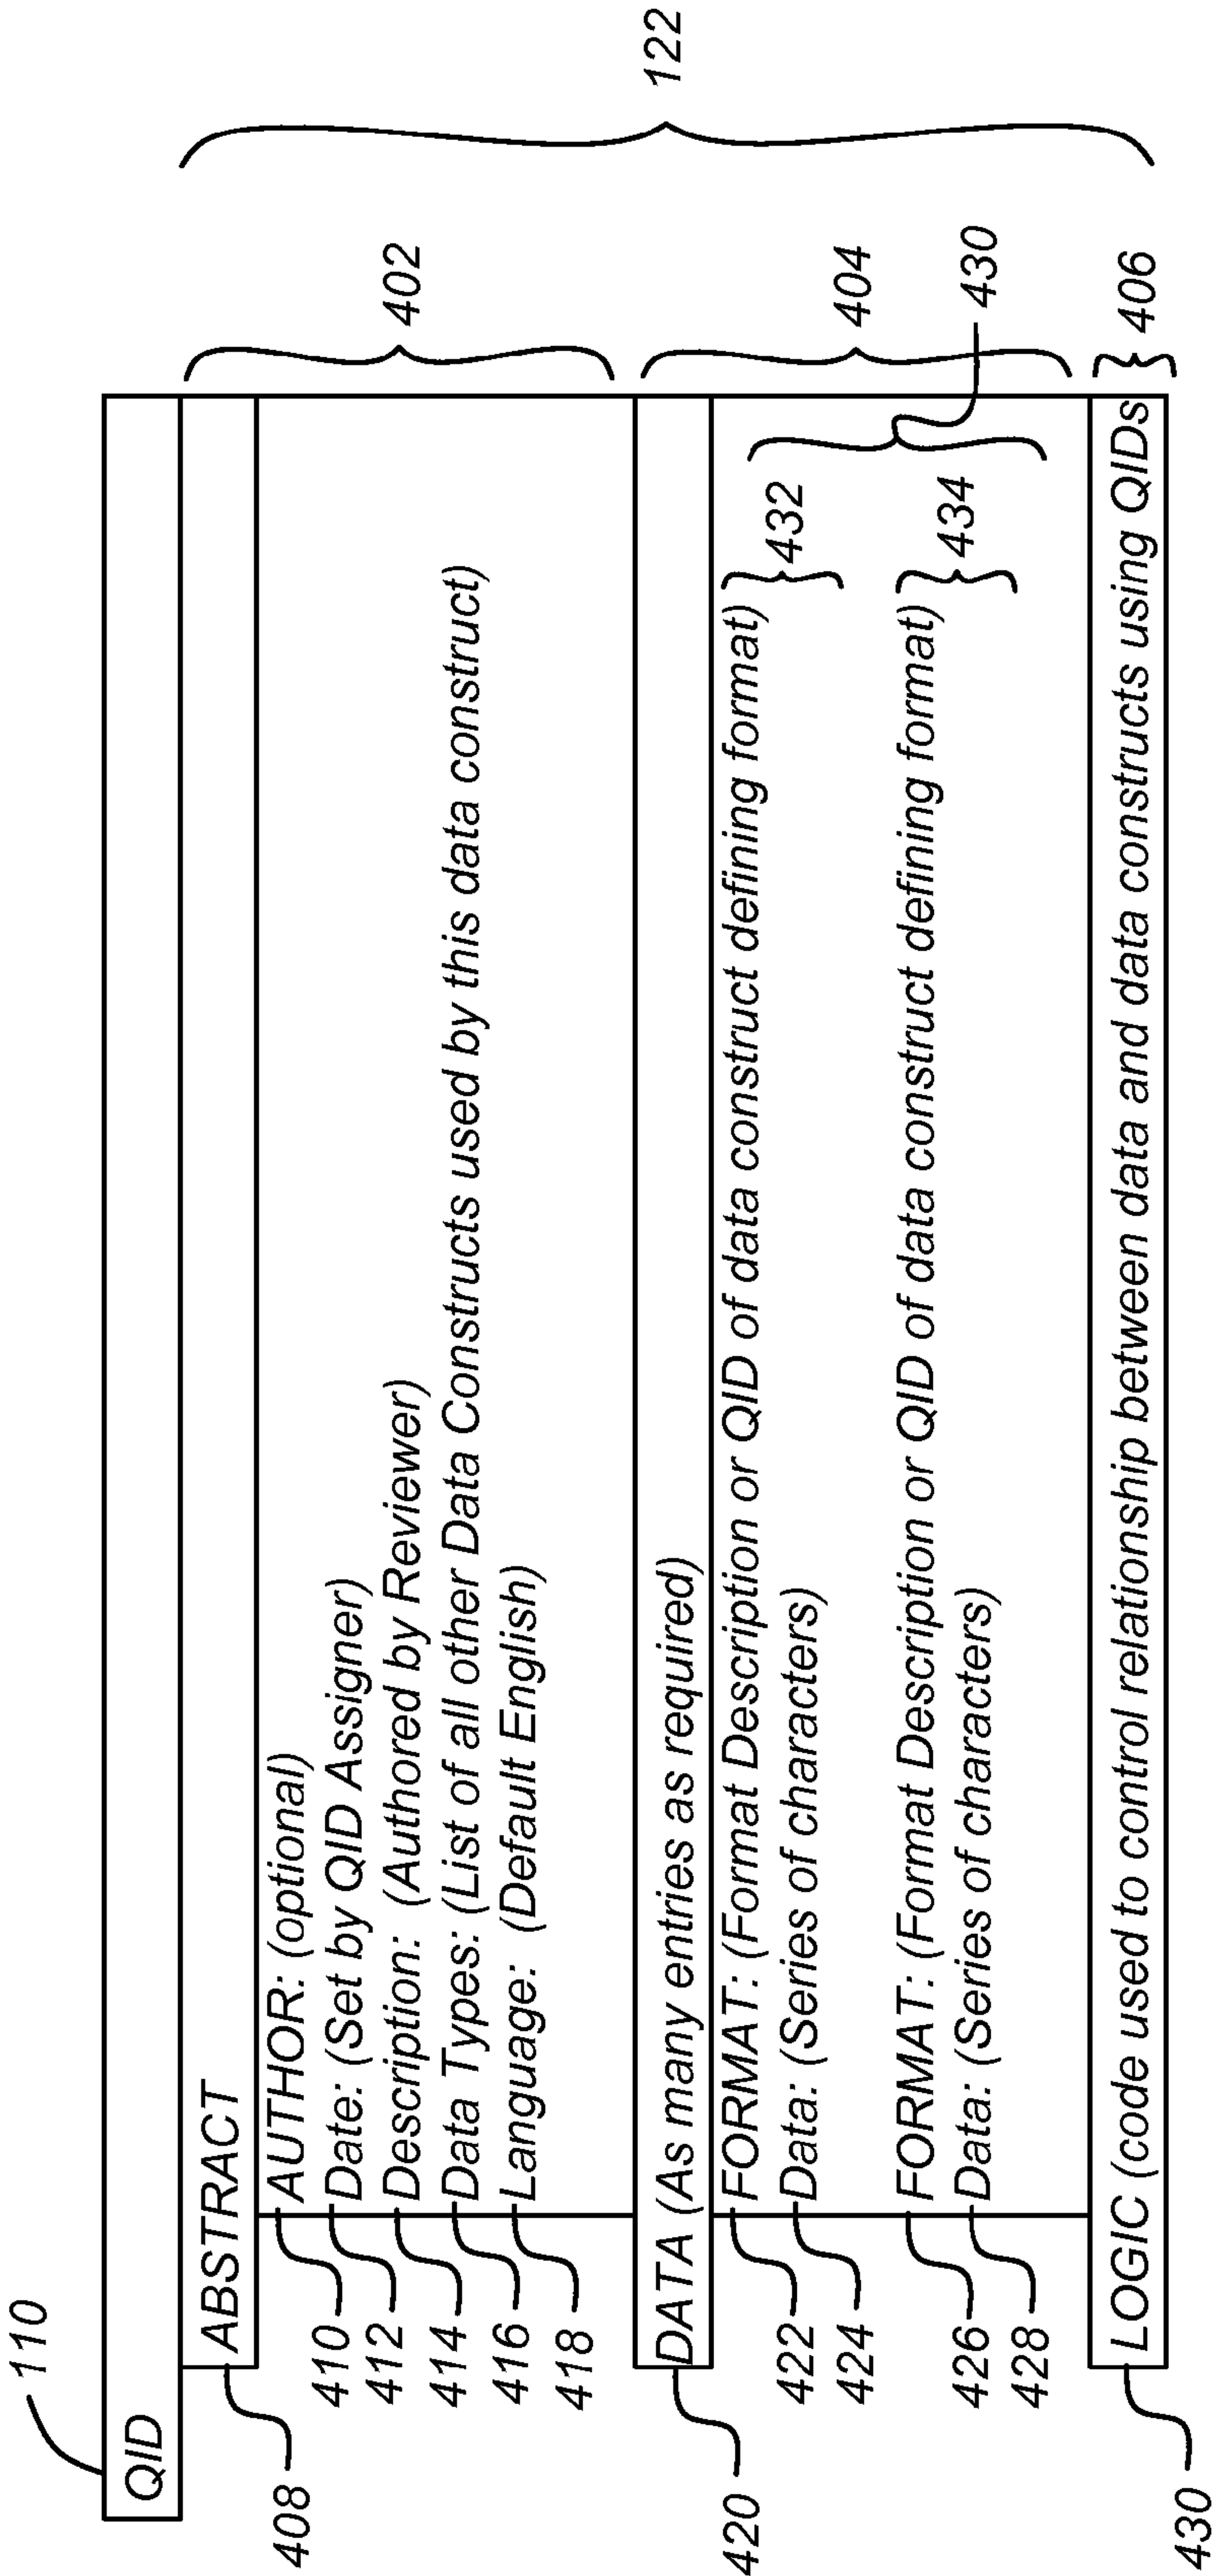 110
QID
408
ABSTRACT
410 AUTHOR: (optional)
412 Date: (Set by QID Assigner)
414 Description: (Authored by Reviewer)
416 Data Types: (List of all other Data Constructs used by this data construct)
418 Language: (Default English)
402
122
420
DATA (As many entries as required)
422 FORMAT: (Format Description or QID of data construct defining format)
424 Data: (Series of characters)
432
426 FORMAT: (Format Description or QID of data construct defining format)
428 Data: (Series of characters)
434
430
404
430
LOGIC (code used to control relationship between data and data constructs using QIDs
406